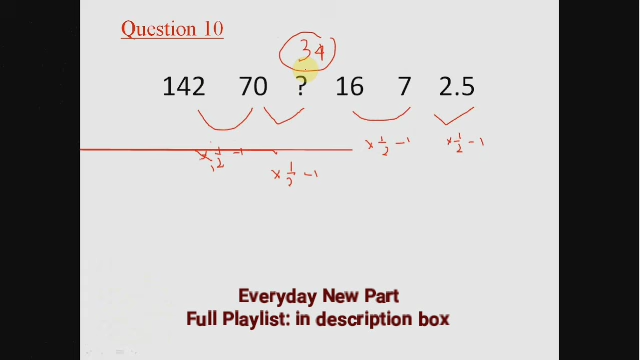 Question 10
34
142 70 ? 16 7 2.5
×1/2 -1 ×1/2 -1
×1/2 -1
×1/2 -1
Everyday New Part
Full Playlist: in description box